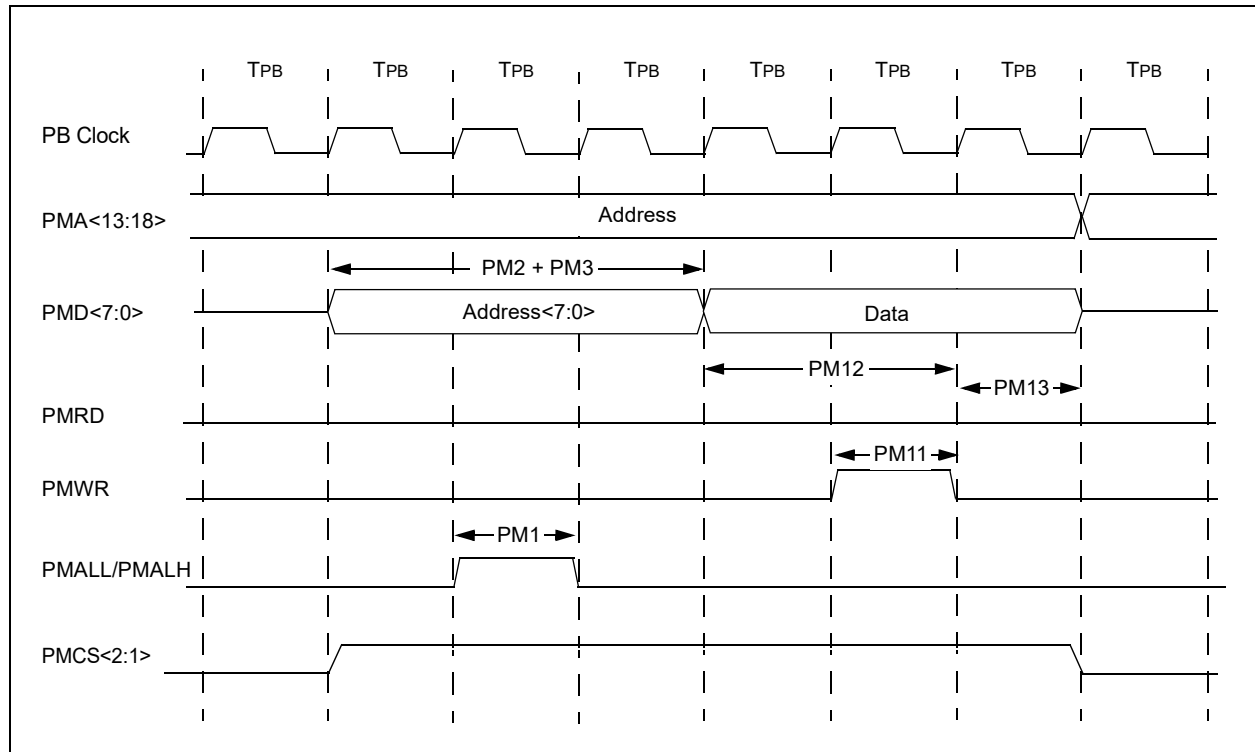 TPB TPB TPB TPB TPB TPB TPB
PB Clock
PMA<13:18>
Address
PM2 + PM3
PMD<7:0>
Address<7:0>
Data
PM12
PM13
PMRD
PM11
PMWR
PM1
PMALL/PMALH
PMCS<2:1>